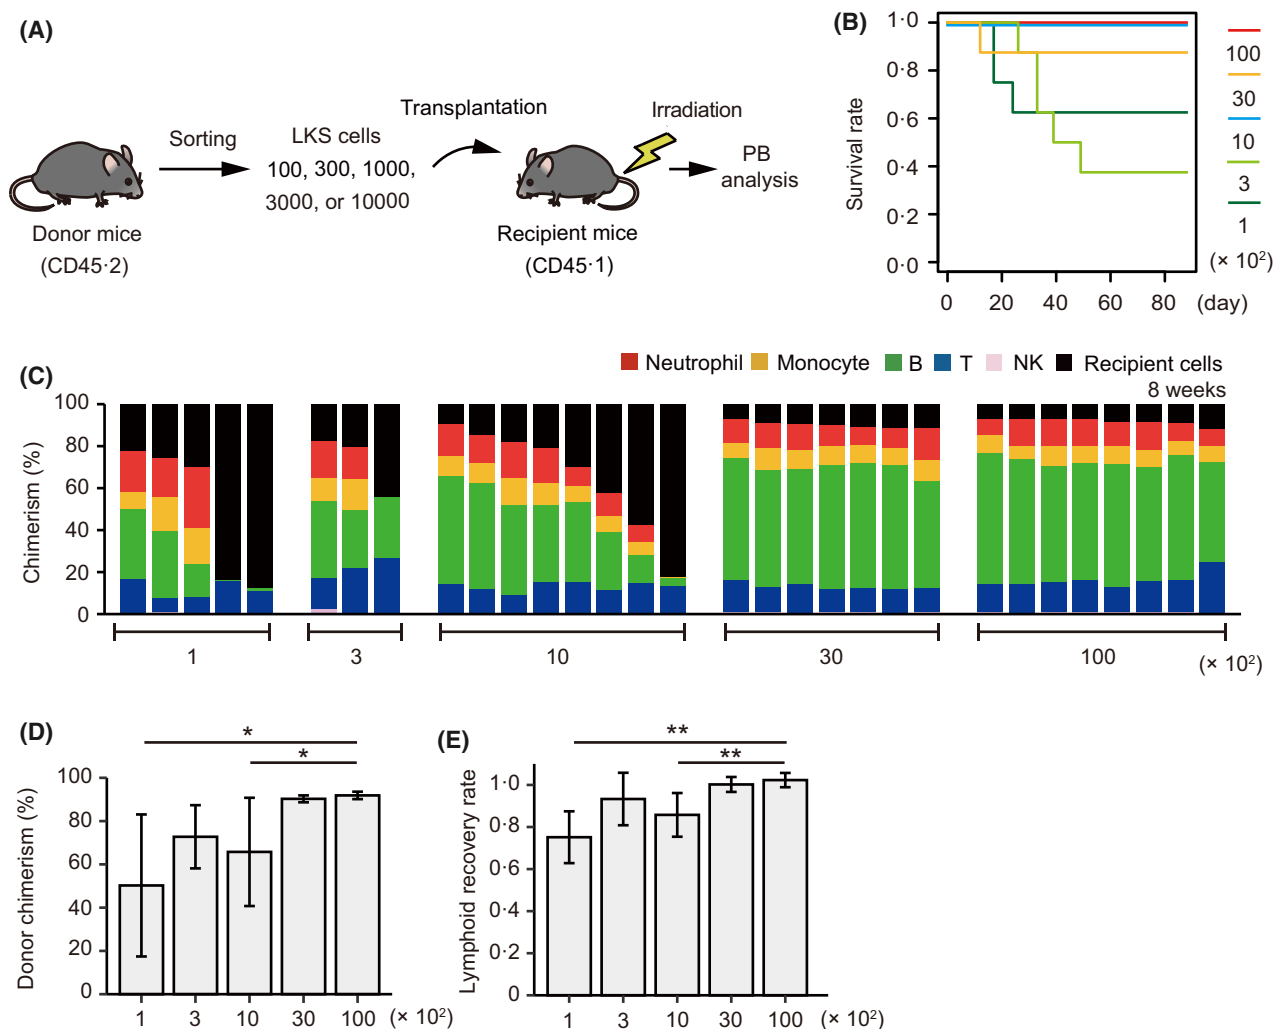 (A)
Sorting
LKS cells
100, 300, 1000,
3000, or 10000
Transplantation
Irradiation
PB
analysis
Donor mice
(CD45·2)
Recipient mice
(CD45·1)
(B)
Survival rate
1·0
0·8
0·6
0·4
0·2
0·0
0 20 40 60 80 (day)
100
30
10
3
1
(× 10²)
(C)
Neutrophil Monocyte B T NK Recipient cells
8 weeks
Chimerism (%)
100
80
60
40
20
0
1 3 10 30 100 (× 10²)
(D)
Donor chimerism (%)
100
80
60
40
20
0
* 
*
1 3 10 30 100 (× 10²)
(E)
Lymphoid recovery rate
1·0
0·8
0·6
0·4
0·2
0
**
**
1 3 10 30 100 (× 10²)